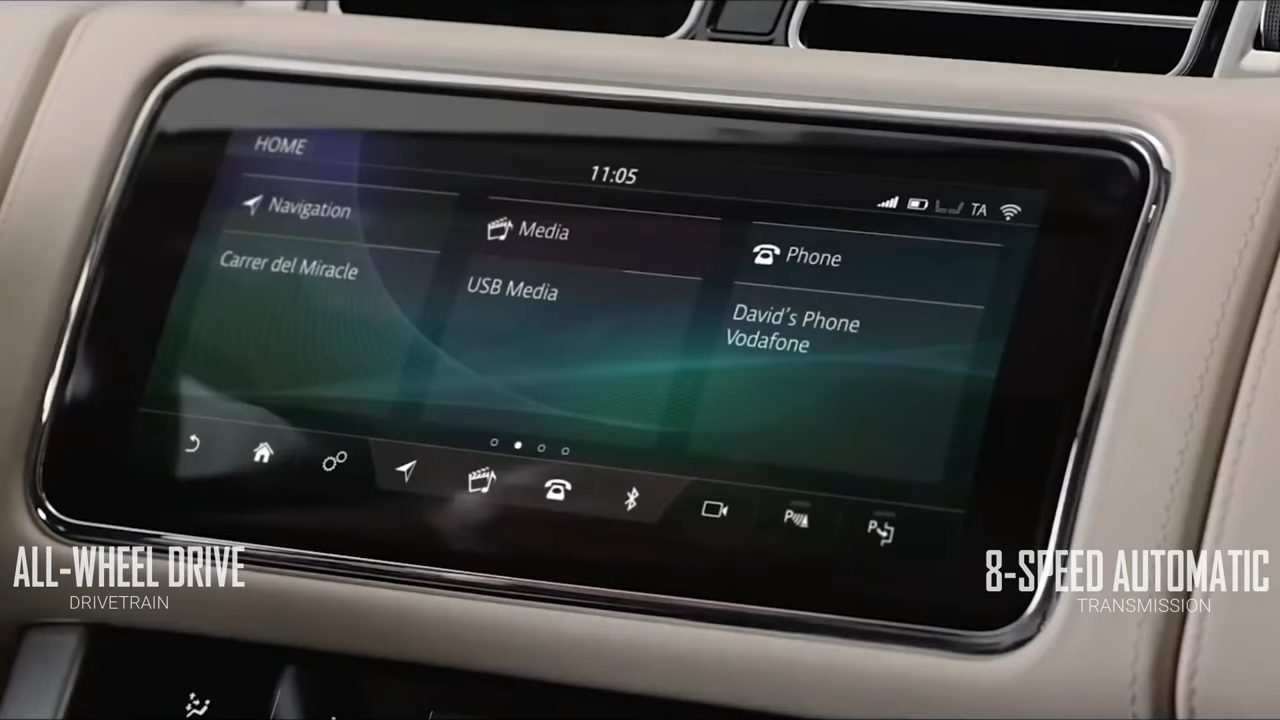 HOME
11:05
TA
Navigation
Media
Phone
Carrer del Miracle
USB Media
David's Phone
Vodafone
P
P
ALL-WHEEL DRIVE
DRIVETRAIN
8-SPEED AUTOMATIC
TRANSMISSION